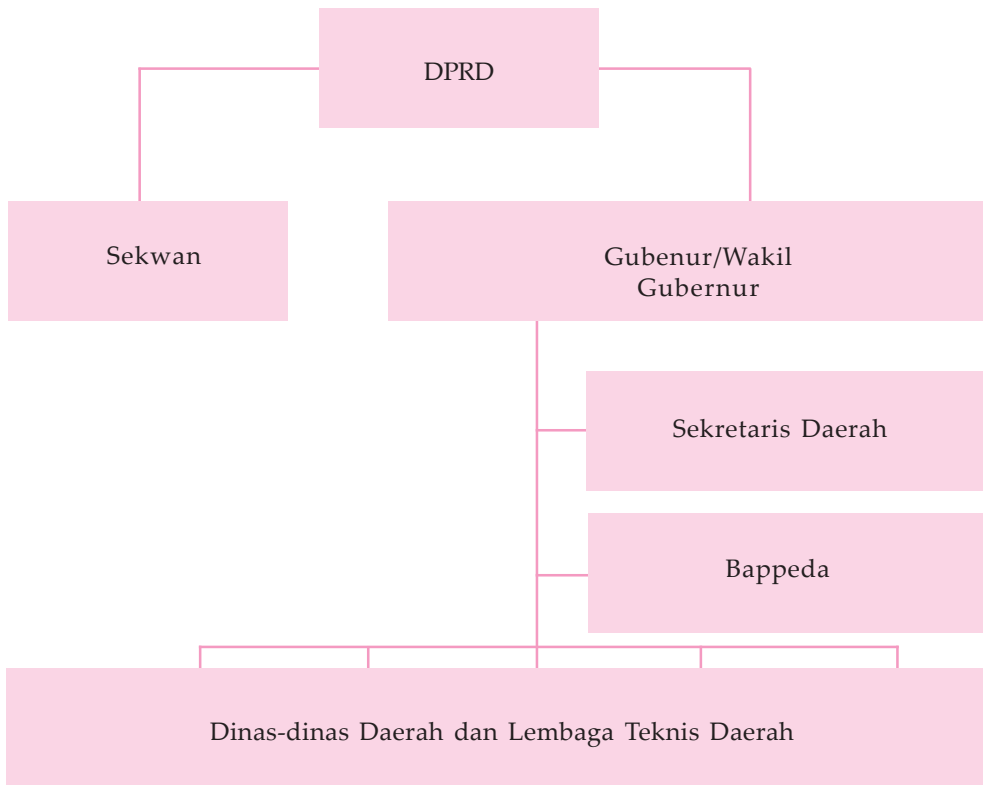 DPRD
Sekwan
Gubenur/Wakil
Gubernur
Sekretaris Daerah
Bappeda
Dinas-dinas Daerah dan Lembaga Teknis Daerah